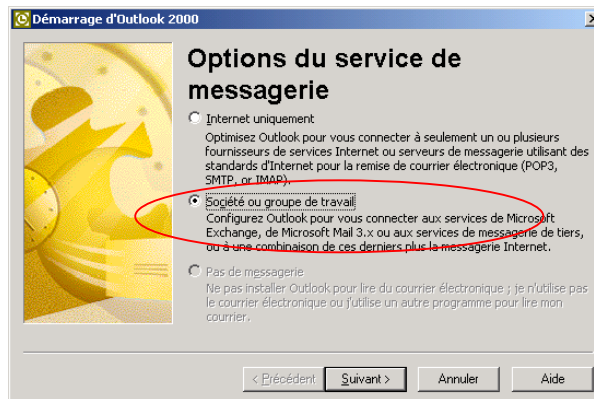 Démarrage d'Outlook 2000
Options du service de
messagerie
Internet uniquement
Optimisez Outlook pour vous connecter à seulement un ou plusieurs
fournisseurs de services Internet ou serveurs de messagerie utilisant des
standards d'Internet pour la remise de courrier électronique (POP3,
SMTP, or IMAP).
Société ou groupe de travail
Configurez Outlook pour vous connecter aux services de Microsoft
Exchange, de Microsoft Mail 3.x ou aux services de messagerie de tiers,
ou à une combinaison de ces derniers plus la messagerie Internet.
Pas de messagerie
Ne pas installer Outlook pour lire du courrier électronique ; je n'utilise pas
le courrier électronique ou j'utilise un autre programme pour lire mon
courrier.
< Précédent Suivant > Annuler Aide